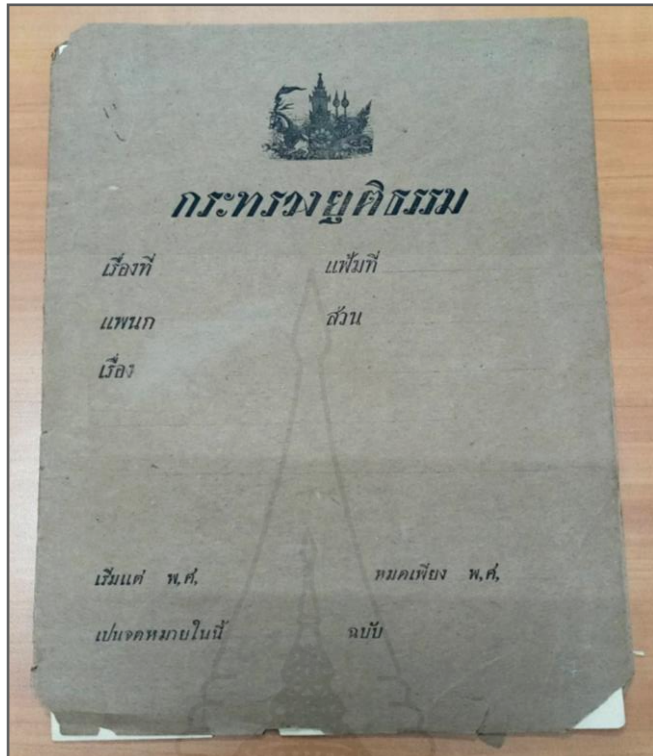 กระทรวงยุติธรรม
เรื่องที่ แฟ้มที่
แพนก ส่วน
เรื่อง
เริ่มแต่ พ,ศ, หมดเพียง พ,ศ,
เปนจดหมายในนี้ ฉบับ